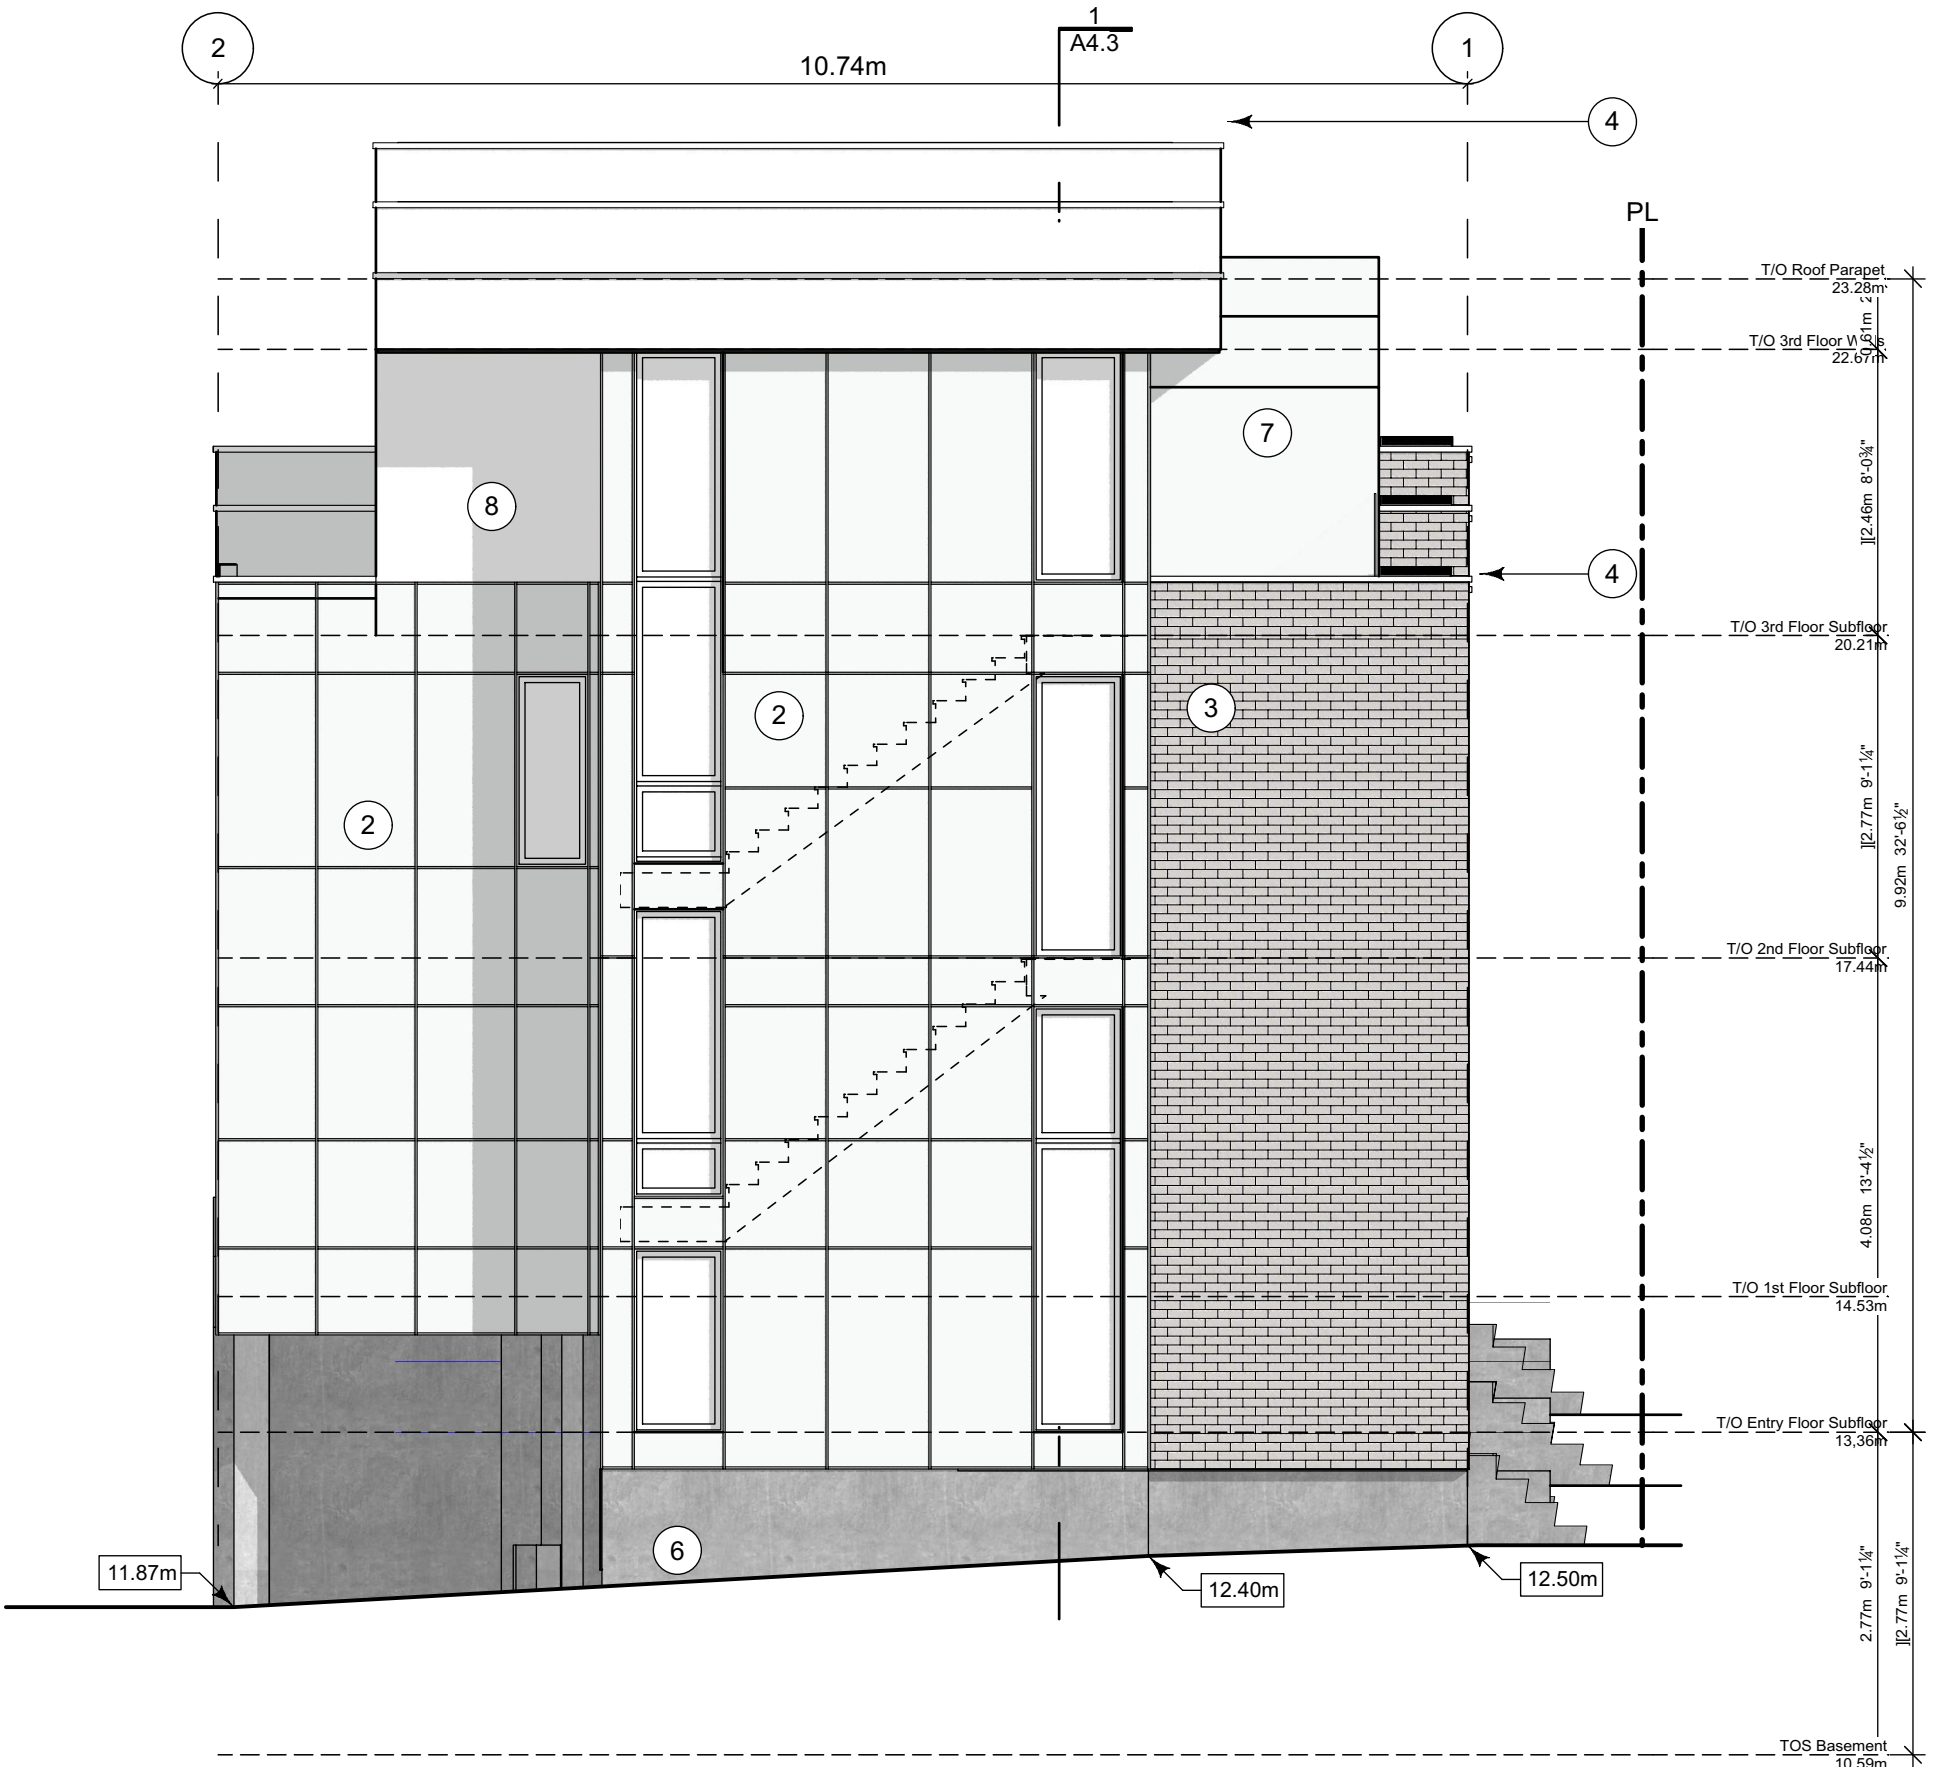 2
1
A4.3
1
10.74m
4
PL
T/O Roof Parapet
23.28m
0.61m 2
T/O 3rd Floor
22.67m
7
][2.46m 8'-0¾"
8
4
T/O 3rd Floor Subfloor
20.21m
3
2
2
][2.77m 9'-1¼"
9.92m 32'-6½"
T/O 2nd Floor Subfloor
17.44m
4.08m 13'-4½"
T/O 1st Floor Subfloor
14.53m
T/O Entry Floor Subfloor
13,36m
6
11.87m
12.40m
12.50m
2.77m 9'-1¼"
][2.77m 9'-1¼"
TOS Basement
10.59m